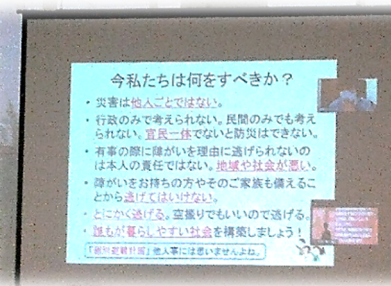 今私たちは何をすべきか？
・災害は他人ごとではない。
・行政のみで考えられない。民間のみでも考え
られない。官民一体でないと防災はできない。
・有事の際に障がいを理由に逃げられないの
は本人の責任ではない。地域や社会が悪い。
・障がいをお持ちの方やそのご家族も備えるこ
とから逃げてはいけない。
・とにかく逃げる。空振りでもいいので逃げる。
・誰もが暮らしやすい社会を構築しましょう！
他人事には思いませんよね。